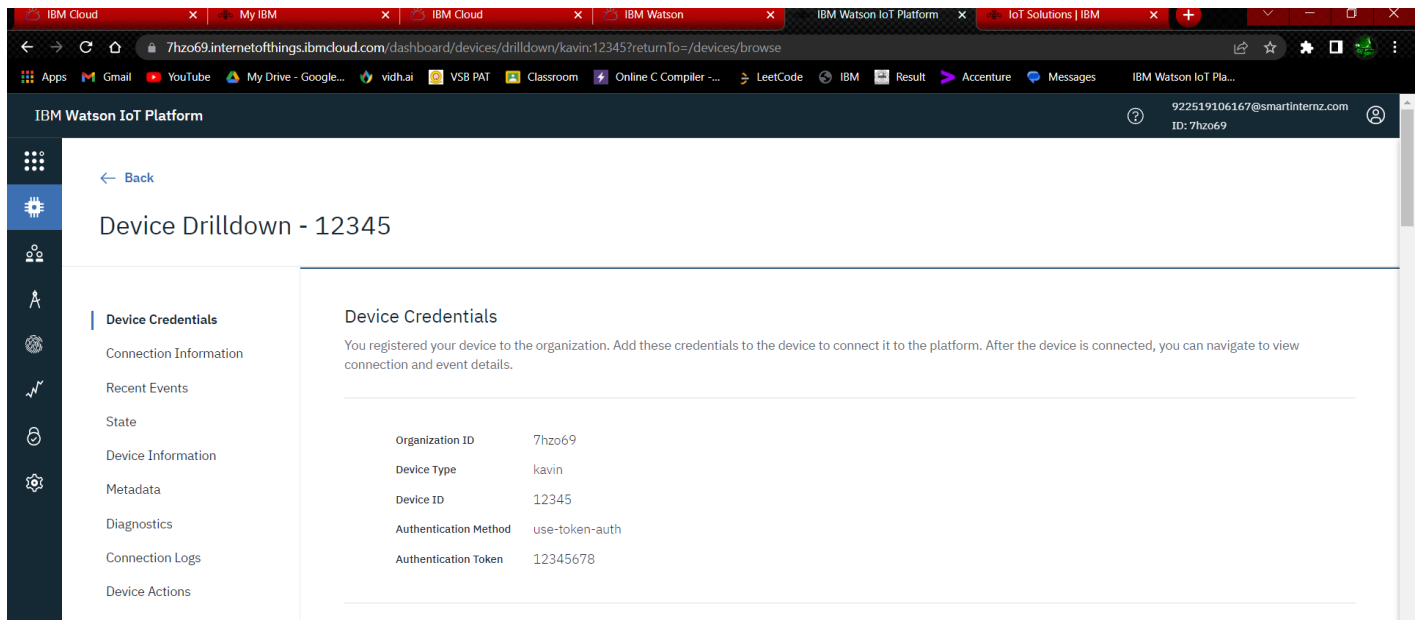 IBM Cloud My IBM IBM Cloud IBM Watson IBM Watson IoT Platform IoT Solutions | IBM
7hzo69.internetofthings.ibmcloud.com/dashboard/devices/drilldown/kavin:12345?returnTo=/devices/browse
Apps Gmail YouTube My Drive - Google... vidh.ai VSB PAT Classroom Online C Compiler -... LeetCode IBM Result Accenture Messages IBM Watson IoT Pla...
IBM Watson IoT Platform
922519106167@smartinternz.com
ID: 7hzo69
Back
Device Drilldown - 12345
Device Credentials
Connection Information
Recent Events
State
Device Information
Metadata
Diagnostics
Connection Logs
Device Actions
Device Credentials
You registered your device to the organization. Add these credentials to the device to connect it to the platform. After the device is connected, you can navigate to view
connection and event details.
Organization ID 7hzo69
Device Type kavin
Device ID 12345
Authentication Method use-token-auth
Authentication Token 12345678